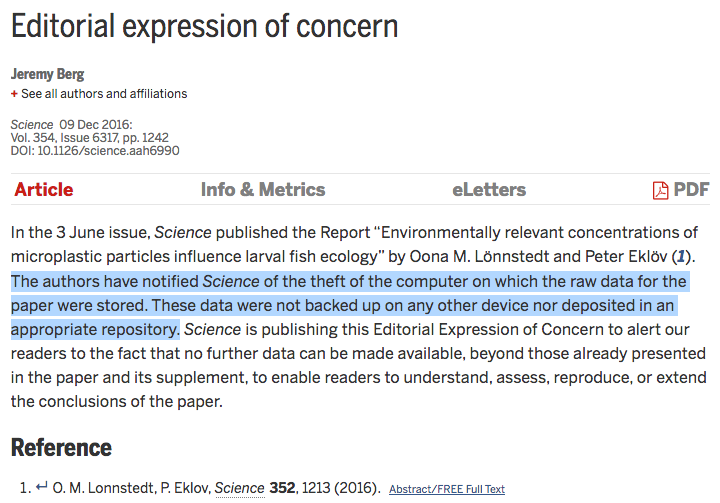 Editorial expression of concern
Jeremy Berg
+ See all authors and affiliations
Science 09 Dec 2016:
Vol. 354, Issue 6317, pp. 1242
DOI: 10.1126/science.aah6990
Article Info & Metrics eLetters PDF
In the 3 June issue, Science published the Report “Environmentally relevant concentrations of
microplastic particles influence larval fish ecology” by Oona M. Lönnstedt and Peter Eklöv (1).
The authors have notified Science of the theft of the computer on which the raw data for the
paper were stored. These data were not backed up on any other device nor deposited in an
appropriate repository. Science is publishing this Editorial Expression of Concern to alert our
readers to the fact that no further data can be made available, beyond those already presented
in the paper and its supplement, to enable readers to understand, assess, reproduce, or extend
the conclusions of the paper.
Reference
1. ↵ O. M. Lonnstedt, P. Eklov, Science 352, 1213 (2016). Abstract/FREE Full Text